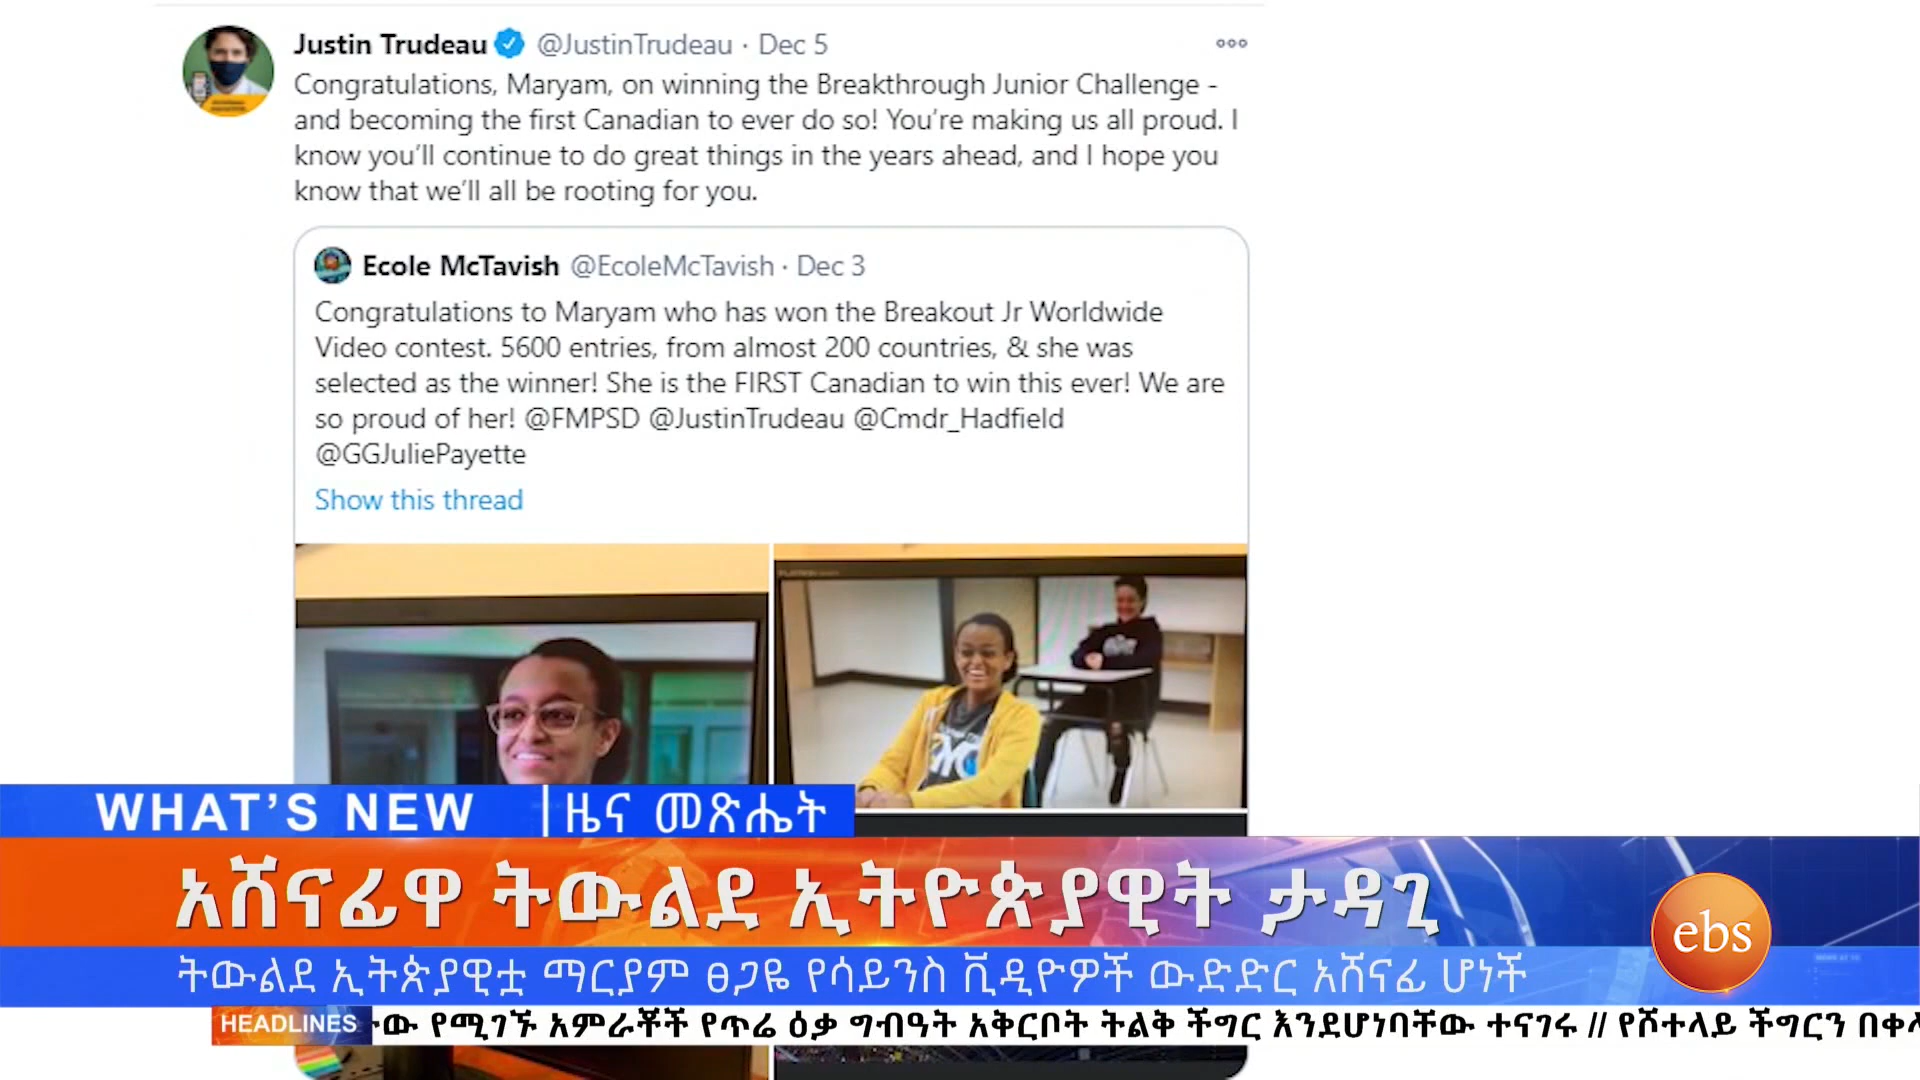 Justin Trudeau @JustinTrudeau · Dec 5
Congratulations, Maryam, on winning the Breakthrough Junior Challenge -
and becoming the first Canadian to ever do so! You're making us all proud. I
know you'll continue to do great things in the years ahead, and I hope you
know that we'll all be rooting for you.
Ecole McTavish @EcoleMcTavish · Dec 3
Congratulations to Maryam who has won the Breakout Jr Worldwide
Video contest. 5600 entries, from almost 200 countries, & she was
selected as the winner! She is the FIRST Canadian to win this ever! We are
so proud of her! @FMPSD @JustinTrudeau @Cmdr_Hadfield
@GGJuliePayette
Show this thread
WHAT'S NEW |ዜና መጽሔት
አሸናፊዋ ትውልደ ኢትዮጵያዊት ታዳጊ
ebs
ትውልደ ኢትጵያዊቷ ማርያም ፀጋዬ የሳይንስ ቪዲዮዎች ውድድር አሸናፊ ሆነች
HEADLINES ው የሚገኙ አምራቾች የጥሬ ዕቃ ግብዓት አቅርቦት ትልቅ ችግር እንደሆነባቸው ተናገሩ // የሾተላይ ችግርን